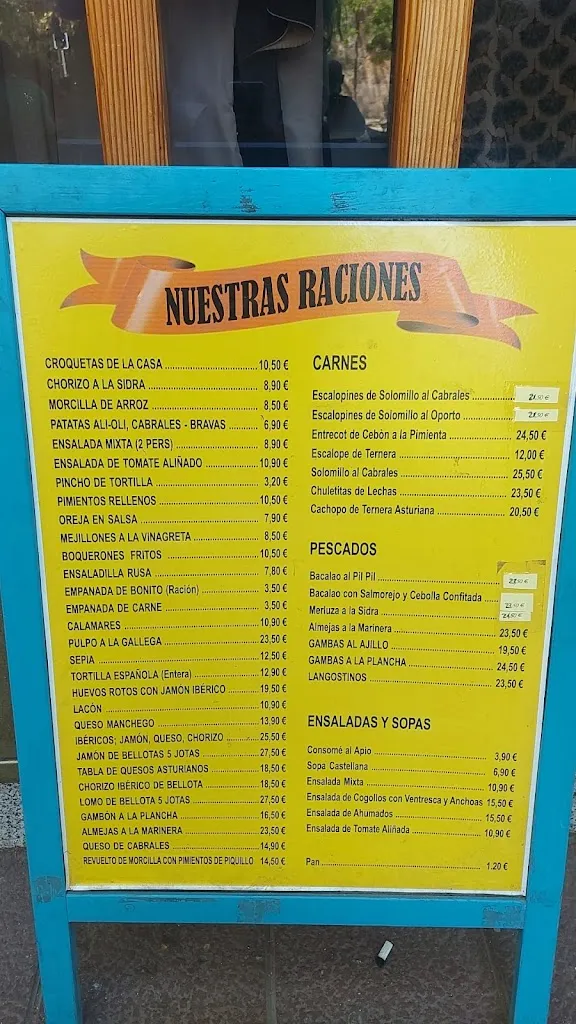 NUESTRAS RACIONES
CROQUETAS DE LA CASA 10,50 €
CHORIZO A LA SIDRA 8,90 €
MORCILLA DE ARROZ 8,50 €
PATATAS ALI-OLI, CABRALES - BRAVAS 6,90 €
ENSALADA MIXTA (2 PERS) 8,90 €
ENSALADA DE TOMATE ALIÑADO 10,90 €
PINCHO DE TORTILLA 3,20 €
PIMIENTOS RELLENOS 10,50 €
OREJA EN SALSA 7,90 €
MEJILLONES A LA VINAGRETA 8,50 €
BOQUERONES FRITOS 10,50 €
ENSALADILLA RUSA 7,80 €
EMPANADA DE BONITO (Ración) 3,50 €
EMPANADA DE CARNE 3,50 €
CALAMARES 10,90 €
PULPO A LA GALLEGA 23,50 €
SEPIA 12,50 €
TORTILLA ESPAÑOLA (Entera) 12,90 €
HUEVOS ROTOS CON JAMON IBÉRICO 19,50 €
LACÓN 10,90 €
QUESO MANCHEGO 13,90 €
IBÉRICOS; JAMÓN, QUESO, CHORIZO 25,50 €
JAMÓN DE BELLOTAS 5 JOTAS 27,50 €
TABLA DE QUESOS ASTURIANOS 18,50 €
CHORIZO IBÉRICO DE BELLOTA 18,50 €
LOMO DE BELLOTA 5 JOTAS 27,50 €
GAMBÓN A LA PLANCHA 16,50 €
ALMEJAS A LA MARINERA 23,50 €
QUESO DE CABRALES 14,90 €
REVUELTO DE MORCILLA CON PIMIENTOS DE PIQUILLO 14,50 €
CARNES
Escalopines de Solomillo al Cabrales
Escalopines de Solomillo al Oporto
Entrecot de Cebón a la Pimienta 24,50 €
Escalope de Ternera 12,00 €
Solomillo al Cabrales 25,50 €
Chuletitas de Lechas 23,50 €
Cachopo de Ternera Asturiana 20,50 €
PESCADOS
Bacalao al Pil Pil
Bacalao con Salmorejo y Cebolla Confitada
Merluza a la Sidra
Almejas a la Marinera 23,50 €
GAMBAS AL AJILLO 19,50 €
GAMBAS A LA PLANCHA 24,50 €
LANGOSTINOS 23,50 €
ENSALADAS Y SOPAS
Consomé al Apio 3,90 €
Sopa Castellana 6,90 €
Ensalada Mixta 10,90 €
Ensalada de Cogollos con Ventresca y Anchoas 15,50 €
Ensalada de Ahumados 15,50 €
Ensalada de Tomate Aliñada 10,90 €
Pan 1.20 €